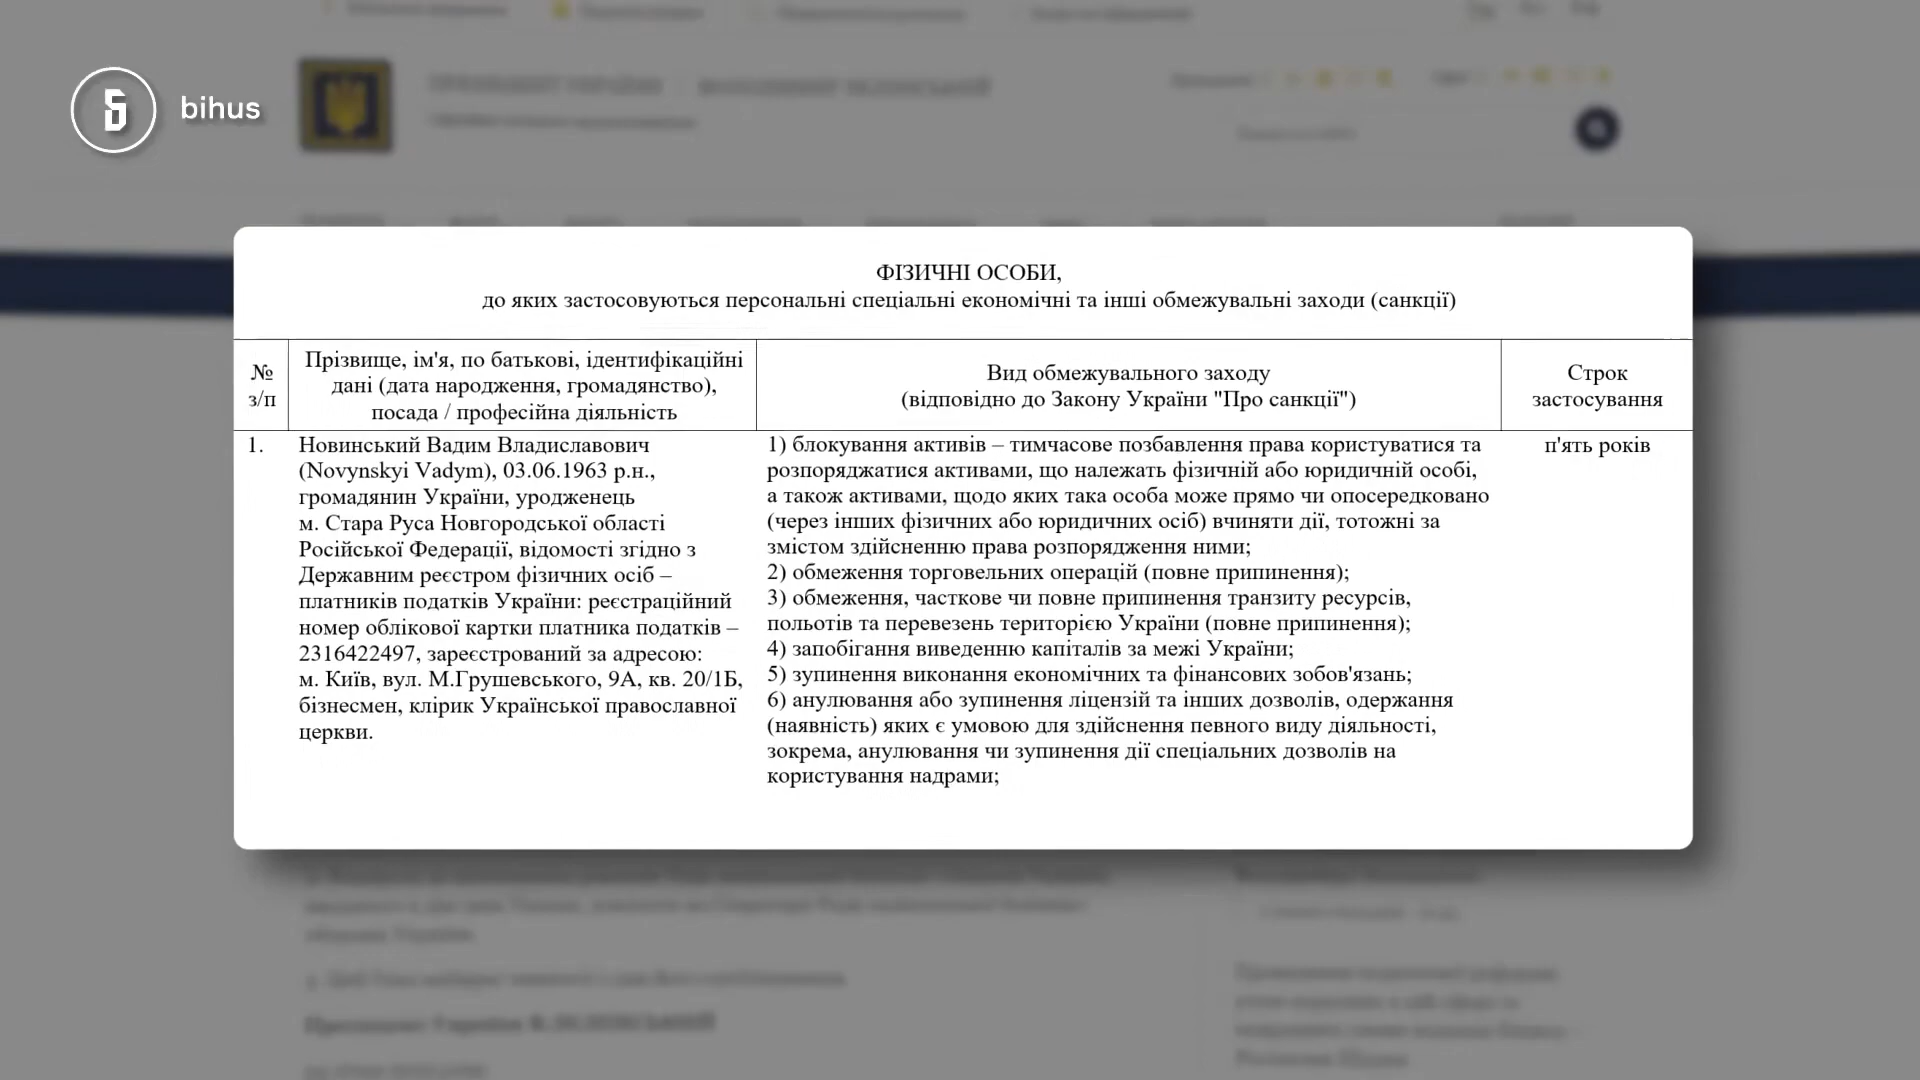 bihus
ФІЗИЧНІ ОСОБИ,
до яких застосовуються персональні спеціальні економічні та інші обмежувальні заходи (санкції)
№
з/п
Прізвище, ім'я, по батькові, ідентифікаційні
дані (дата народження, громадянство),
посада / професійна діяльність
Вид обмежувального заходу
(відповідно до Закону України "Про санкції")
Строк
застосування
1.
Новинський Вадим Владиславович
(Novynskyi Vadym), 03.06.1963 р.н.,
громадянин України, уродженець
м. Стара Руса Новгородської області
Російської Федерації, відомості згідно з
Державним реєстром фізичних осіб –
платників податків України: реєстраційний
номер облікової картки платника податків –
2316422497, зареєстрований за адресою:
м. Київ, вул. М.Грушевського, 9А, кв. 20/1Б,
бізнесмен, клірик Української православної
церкви.
1) блокування активів – тимчасове позбавлення права користуватися та
розпоряджатися активами, що належать фізичній або юридичній особі,
а також активами, щодо яких така особа може прямо чи опосередковано
(через інших фізичних або юридичних осіб) вчиняти дії, тотожні за
змістом здійсненню права розпорядження ними;
2) обмеження торговельних операцій (повне припинення);
3) обмеження, часткове чи повне припинення транзиту ресурсів,
польотів та перевезень територією України (повне припинення);
4) запобігання виведенню капіталів за межі України;
5) зупинення виконання економічних та фінансових зобов'язань;
6) анулювання або зупинення ліцензій та інших дозволів, одержання
(наявність) яких є умовою для здійснення певного виду діяльності,
зокрема, анулювання чи зупинення дії спеціальних дозволів на
користування надрами;
п'ять років